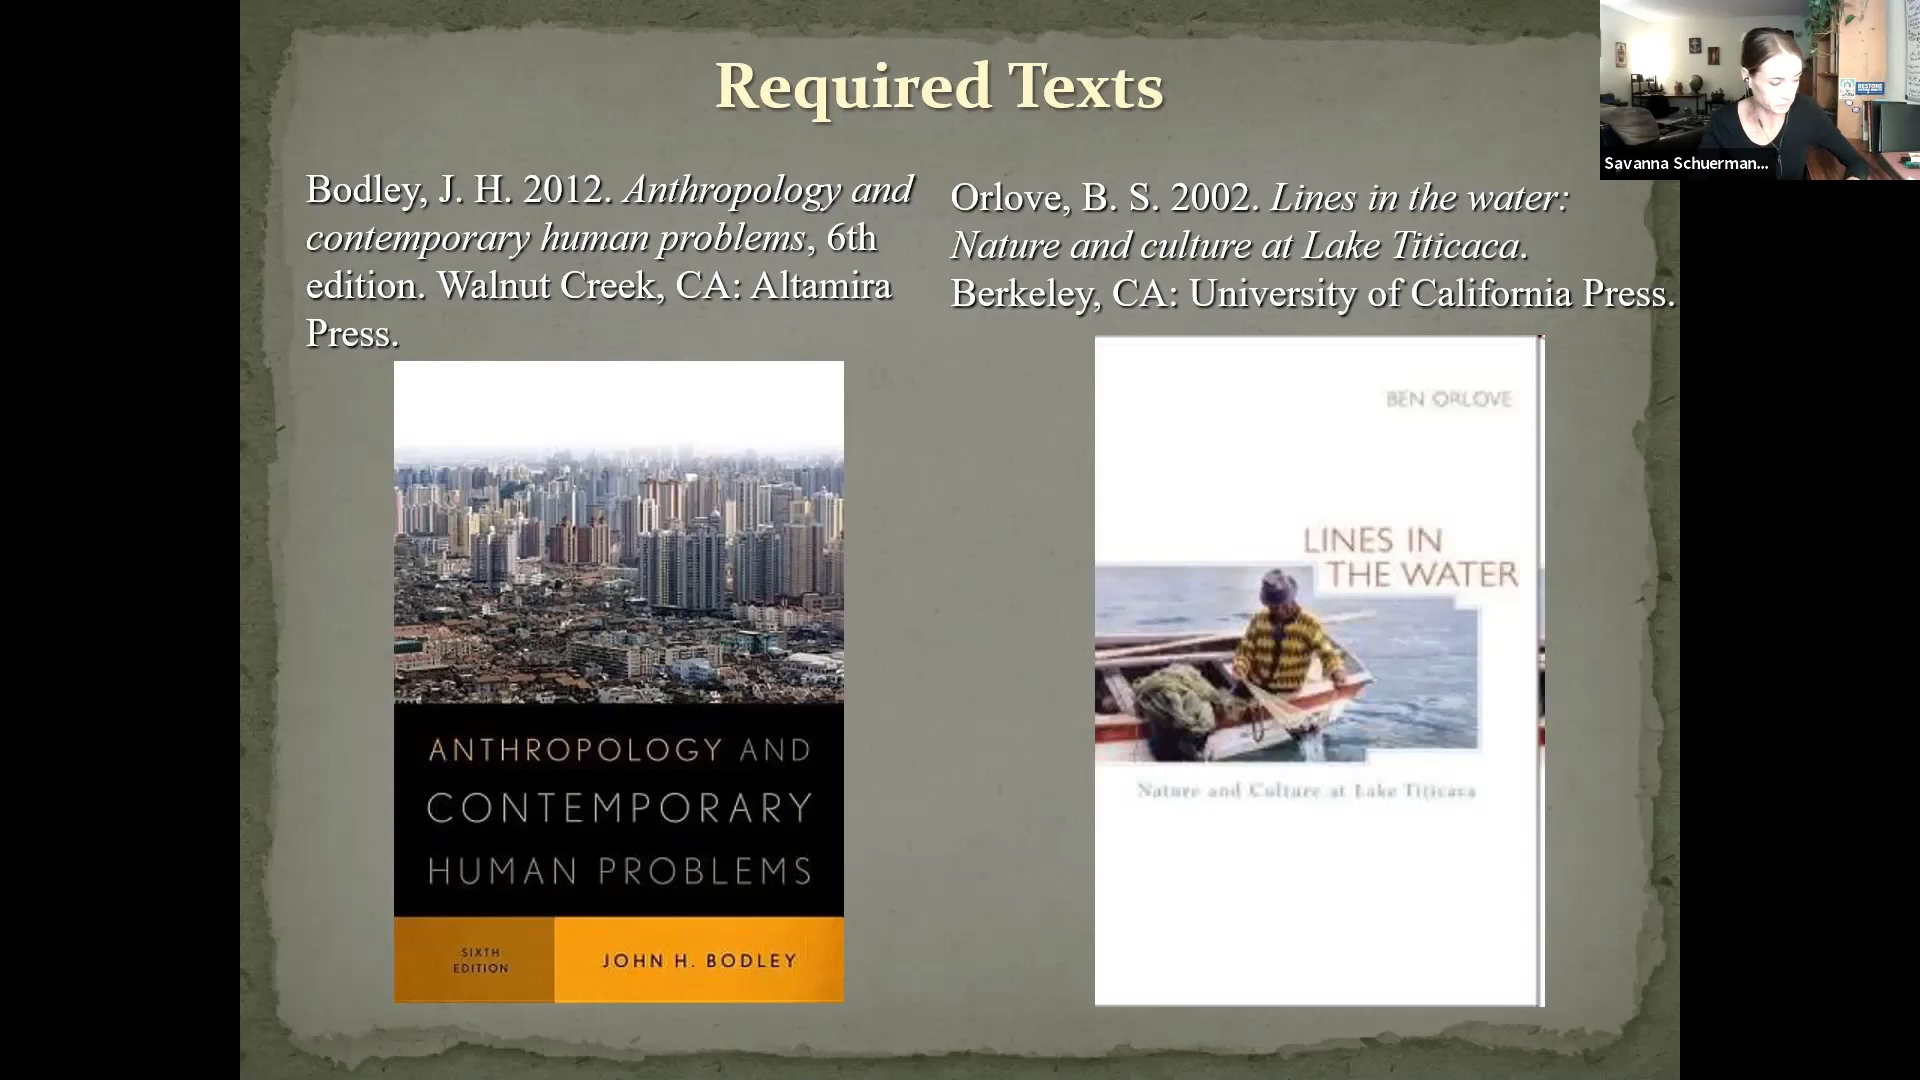 Required Texts
Bodley, J. H. 2012. Anthropology and
contemporary human problems, 6th
edition. Walnut Creek, CA: Altamira
Press.
Orlove, B. S. 2002. Lines in the water:
Nature and culture at Lake Titicaca.
Berkeley, CA: University of California Press.
ANTHROPOLOGY AND
CONTEMPORARY
HUMAN PROBLEMS
SIXTH
EDITION
JOHN H. BODLEY
BEN ORLOVE
LINES IN
THE WATER
Nature and Culture at Lake Titicaca
RESTORE
Savanna Schuerman...